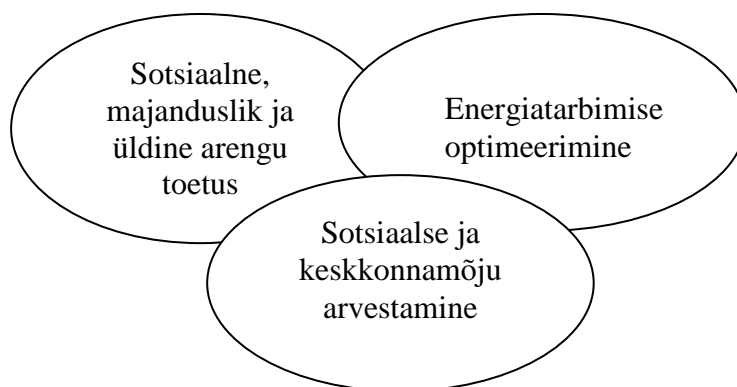 Sotsiaalne,
majanduslik ja
üldine arengu
toetus
Energiatarbimise
optimeerimine
Sotsiaalse ja
keskkonnamõju
arvestamine